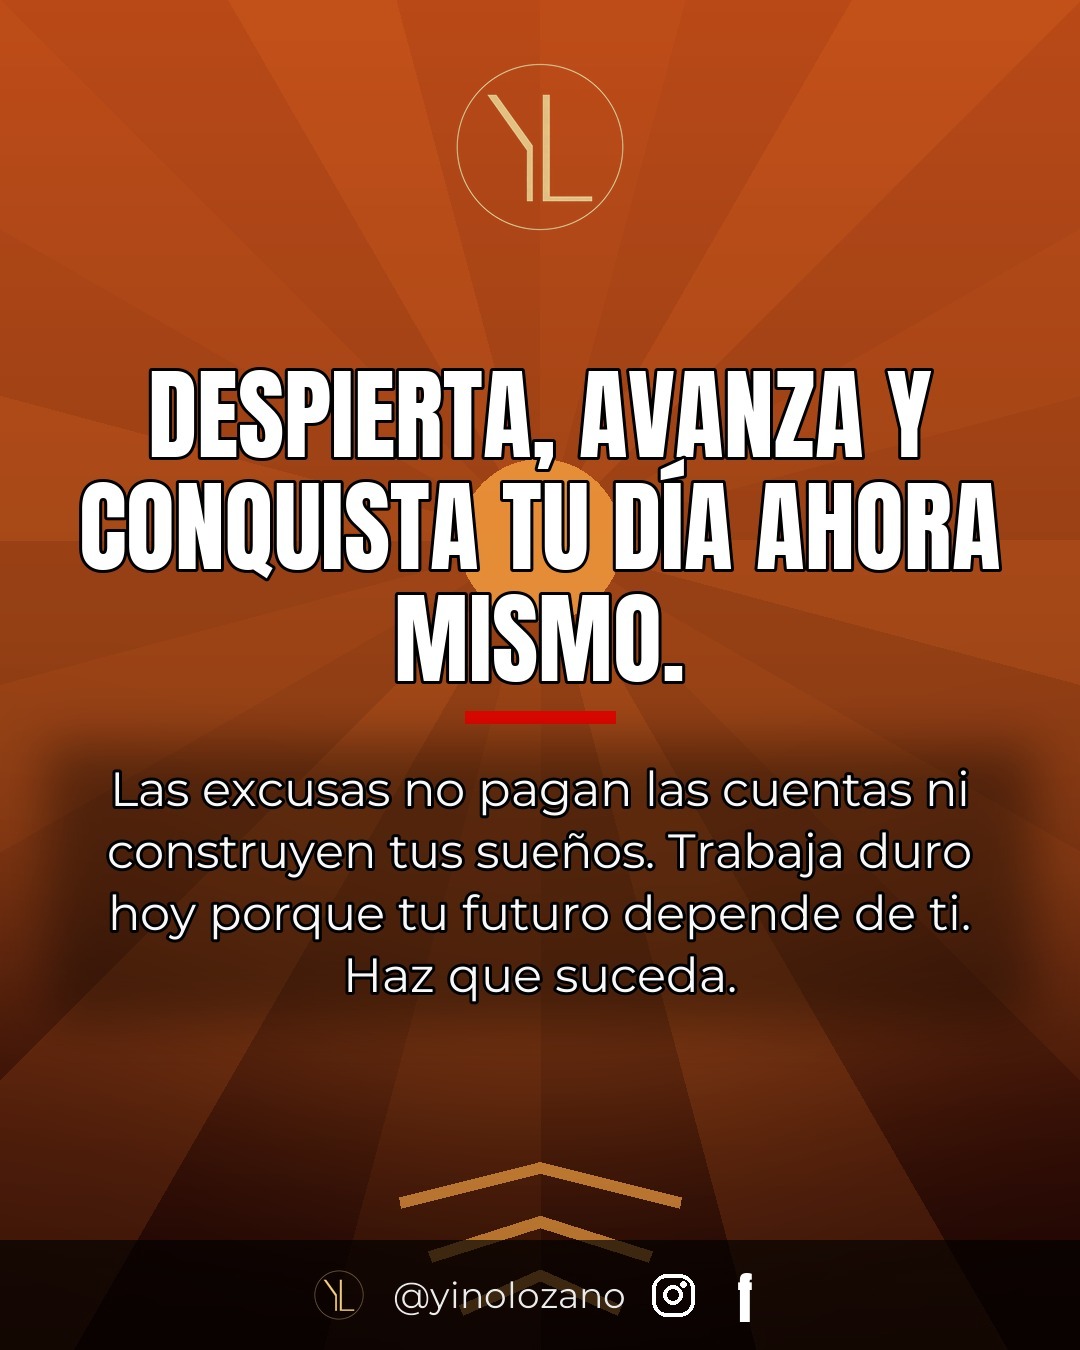 YL
DESPIERTA, AVANZA Y
CONQUISTA TU DÍA AHORA
MISMO.
Las excusas no pagan las cuentas ni
construyen tus sueños. Trabaja duro
hoy porque tu futuro depende de ti.
Haz que suceda.
YL @yinolozano